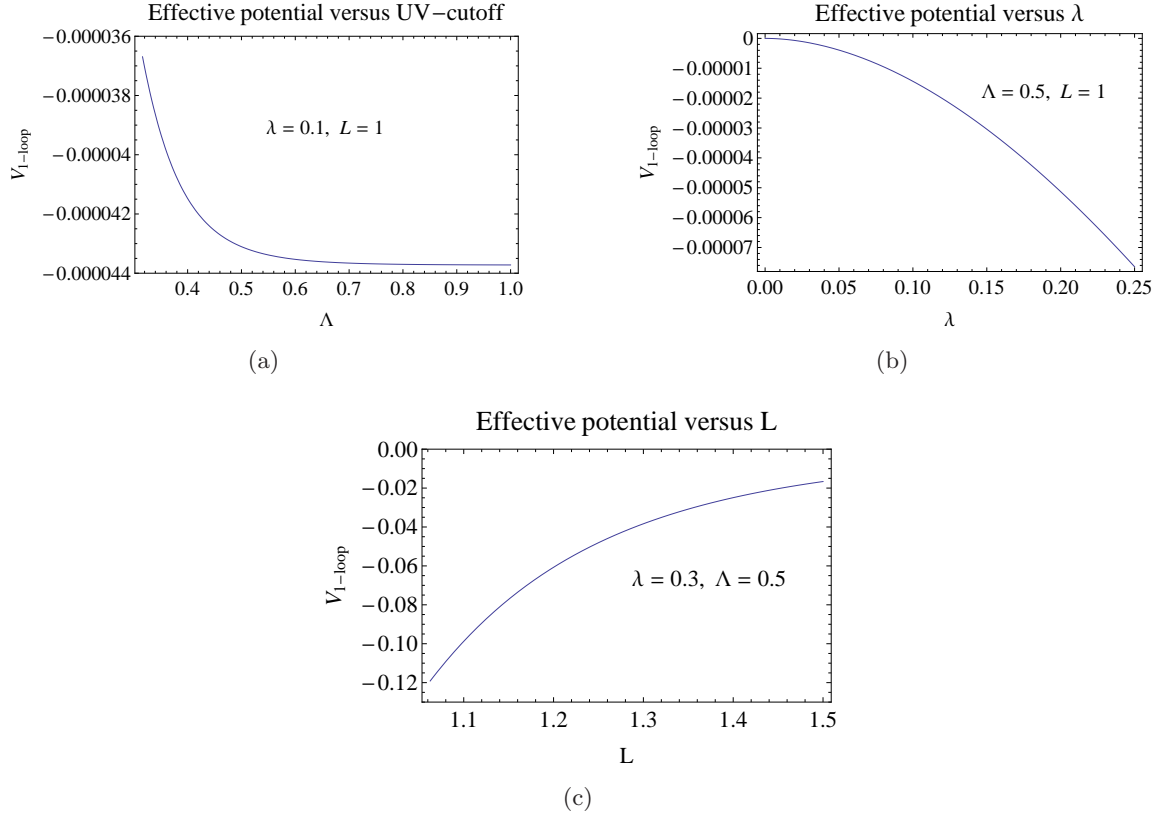 Effective potential versus UV−cutoff
−0.000036
−0.000038
−0.00004
−0.000042
−0.000044
V1−loop
λ = 0.1, L = 1
0.4 0.5 0.6 0.7 0.8 0.9 1.0
Λ
(a)
Effective potential versus λ
0
−0.00001
−0.00002
−0.00003
−0.00004
−0.00005
−0.00006
−0.00007
V1−loop
Λ = 0.5, L = 1
0.00 0.05 0.10 0.15 0.20 0.25
λ
(b)
Effective potential versus L
0.00
−0.02
−0.04
−0.06
−0.08
−0.10
−0.12
V1−loop
λ = 0.3, Λ = 0.5
1.1 1.2 1.3 1.4 1.5
L
(c)